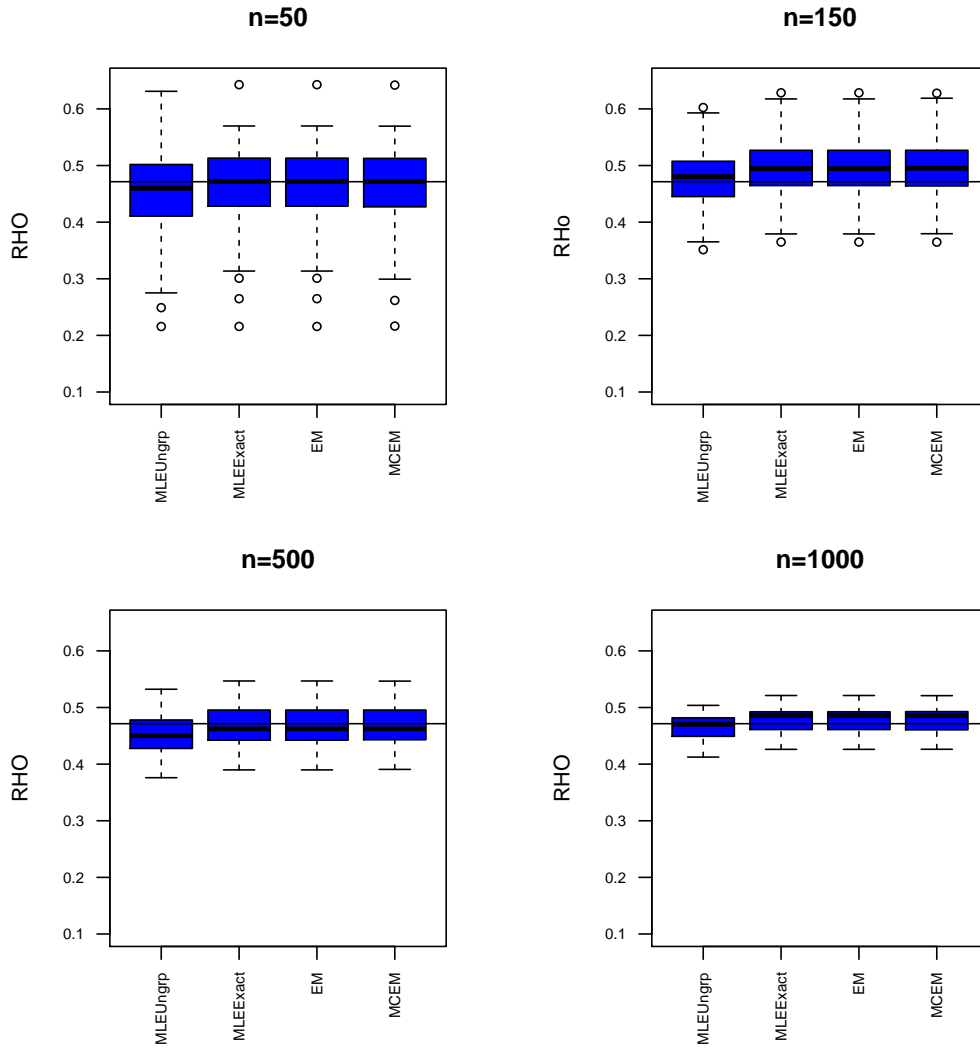 n=50
RHO
0.6
0.5
0.4
0.3
0.2
0.1
MLEUngrp
MLEExact
EM
MCEM
n=150
RHo
0.6
0.5
0.4
0.3
0.2
0.1
MLEUngrp
MLEExact
EM
MCEM
n=500
RHO
0.6
0.5
0.4
0.3
0.2
0.1
MLEUngrp
MLEExact
EM
MCEM
n=1000
RHO
0.6
0.5
0.4
0.3
0.2
0.1
MLEUngrp
MLEExact
EM
MCEM